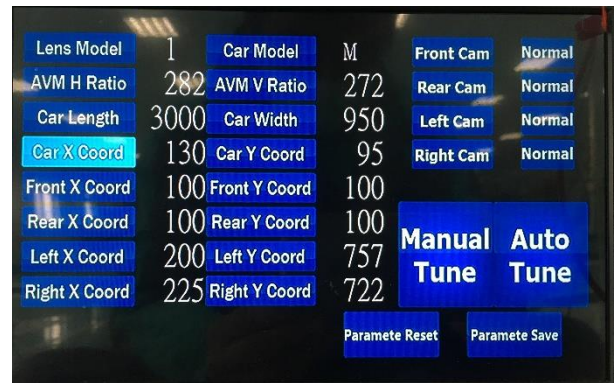 Lens Model 1 Car Model M Front Cam Normal
AVM H Ratio 282 AVM V Ratio 272 Rear Cam Normal
Car Length 3000 Car Width 950 Left Cam Normal
Car X Coord 130 Car Y Coord 95 Right Cam Normal
Front X Coord 100 Front Y Coord 100
Rear X Coord 100 Rear Y Coord 100
Left X Coord 200 Left Y Coord 757
Right X Coord 225 Right Y Coord 722
Manual Tune
Auto Tune
Paramete Reset Paramete Save